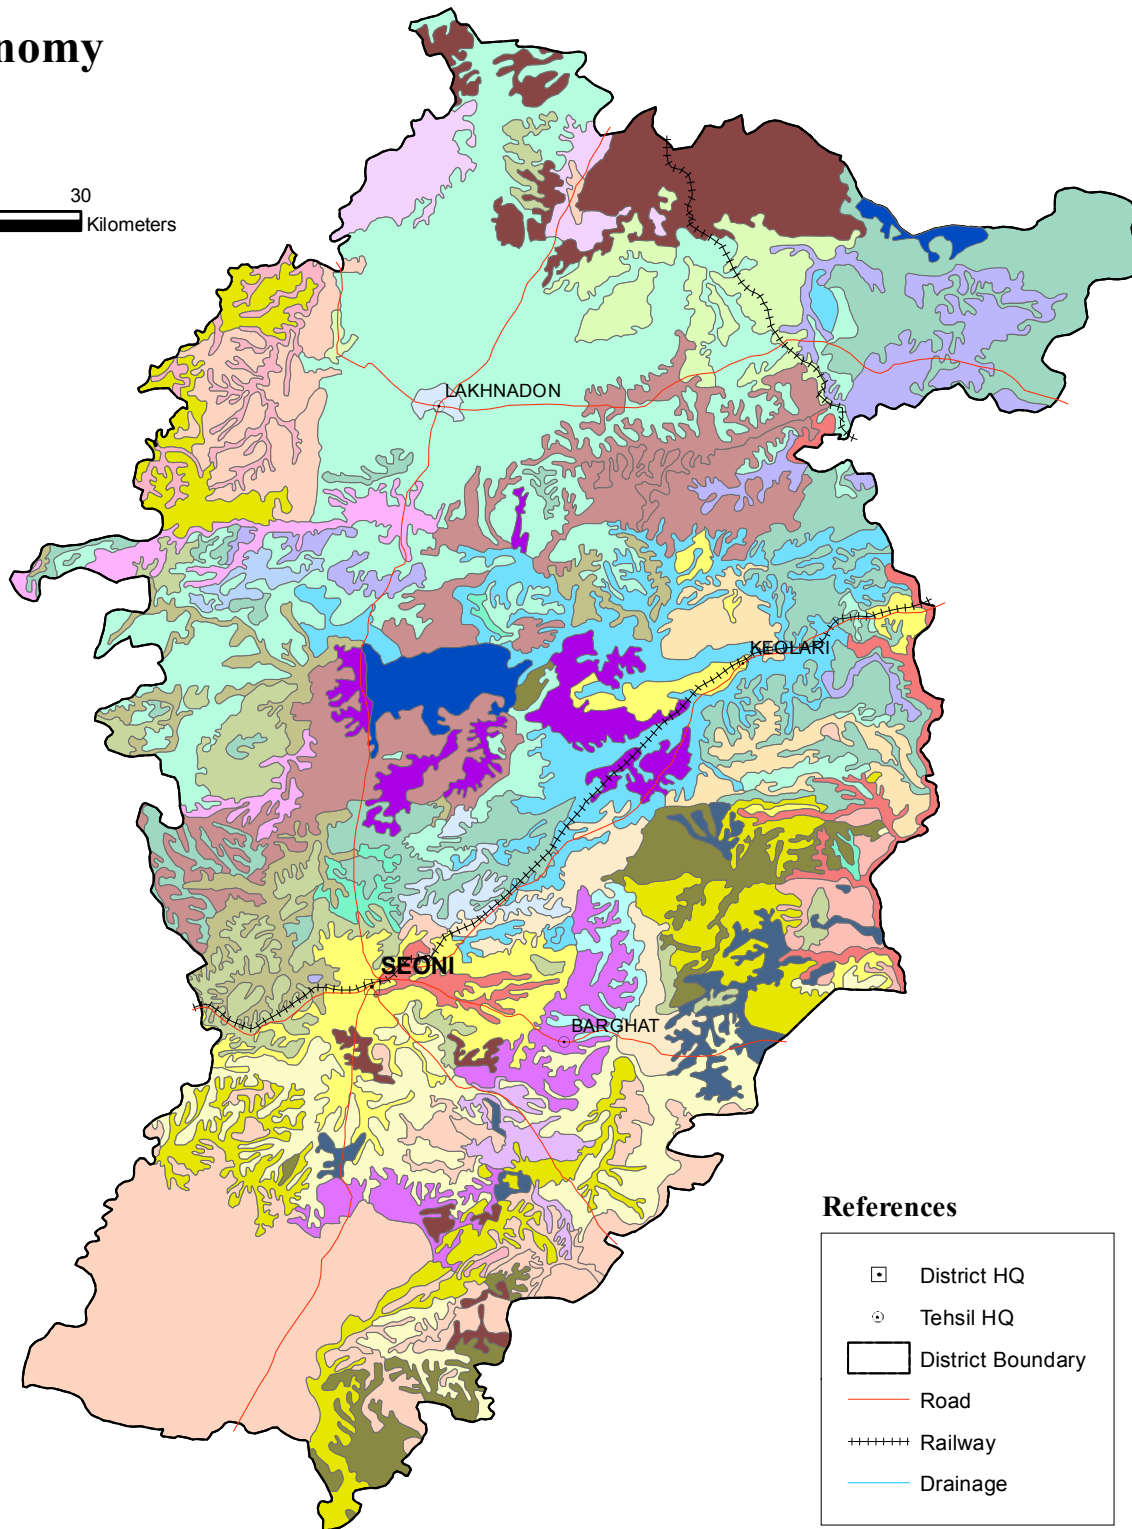 nomy
30
Kilometers
LAKHNADON
KEOLARI
SEONI
BARGHAT
References
District HQ
Tehsil HQ
District Boundary
Road
Railway
Drainage